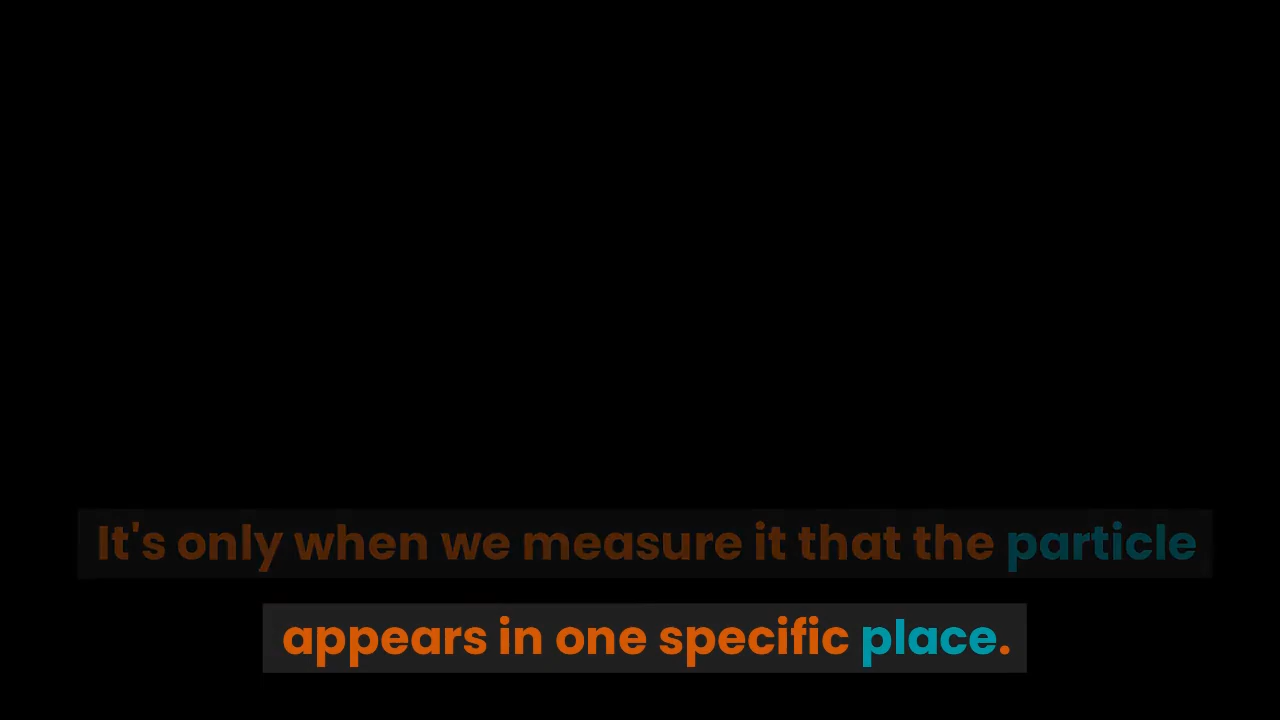 It's only when we measure it that the particle
appears in one specific place.